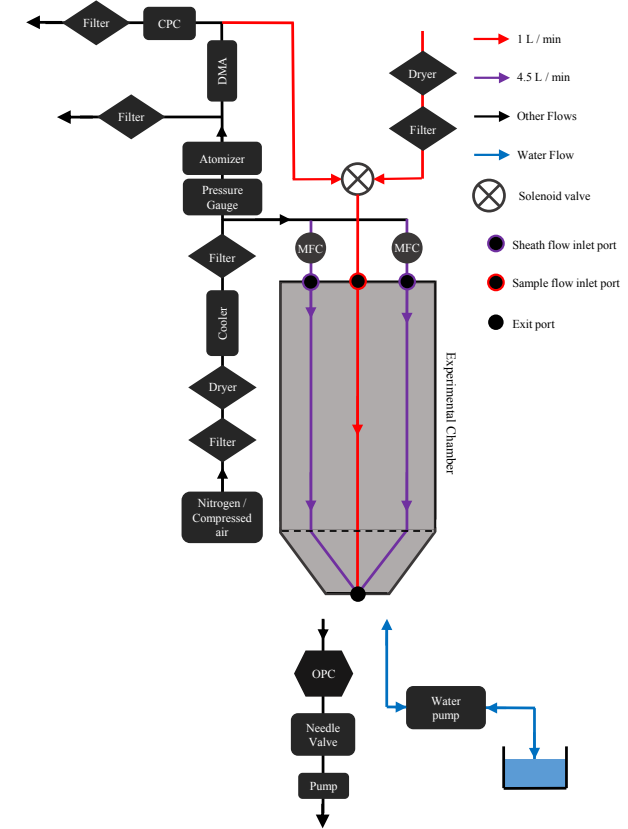 Filter
CPC
DMA
Filter
Atomizer
Pressure
Gauge
Filter
Cooler
Dryer
Filter
Nitrogen /
Compressed
air
Dryer
Filter
MFC
MFC
Experimental Chamber
1 L / min
4.5 L / min
Other Flows
Water Flow
Solenoid valve
Sheath flow inlet port
Sample flow inlet port
Exit port
OPC
Needle
Valve
Pump
Water
pump